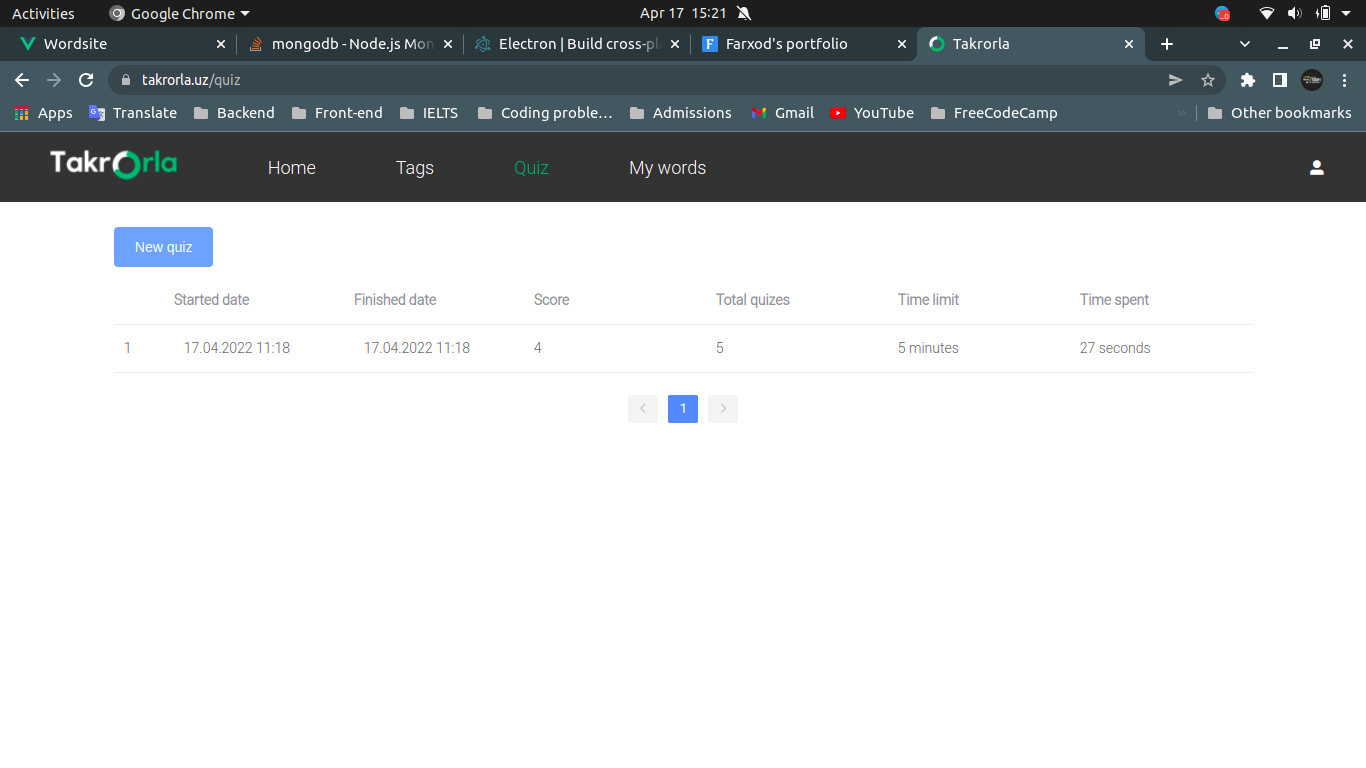 Activities Google Chrome Apr 17 15:21
Wordsite mongodb - Node.js Mon Electron | Build cross-pl Farxod's portfolio Takrorla
takrorla.uz/quiz
Apps Translate Backend Front-end IELTS Coding proble... Admissions Gmail YouTube FreeCodeCamp » Other bookmarks
TakrOrla Home Tags Quiz My words
New quiz
Started date Finished date Score Total quizes Time limit Time spent
1 17.04.2022 11:18 17.04.2022 11:18 4 5 5 minutes 27 seconds
1